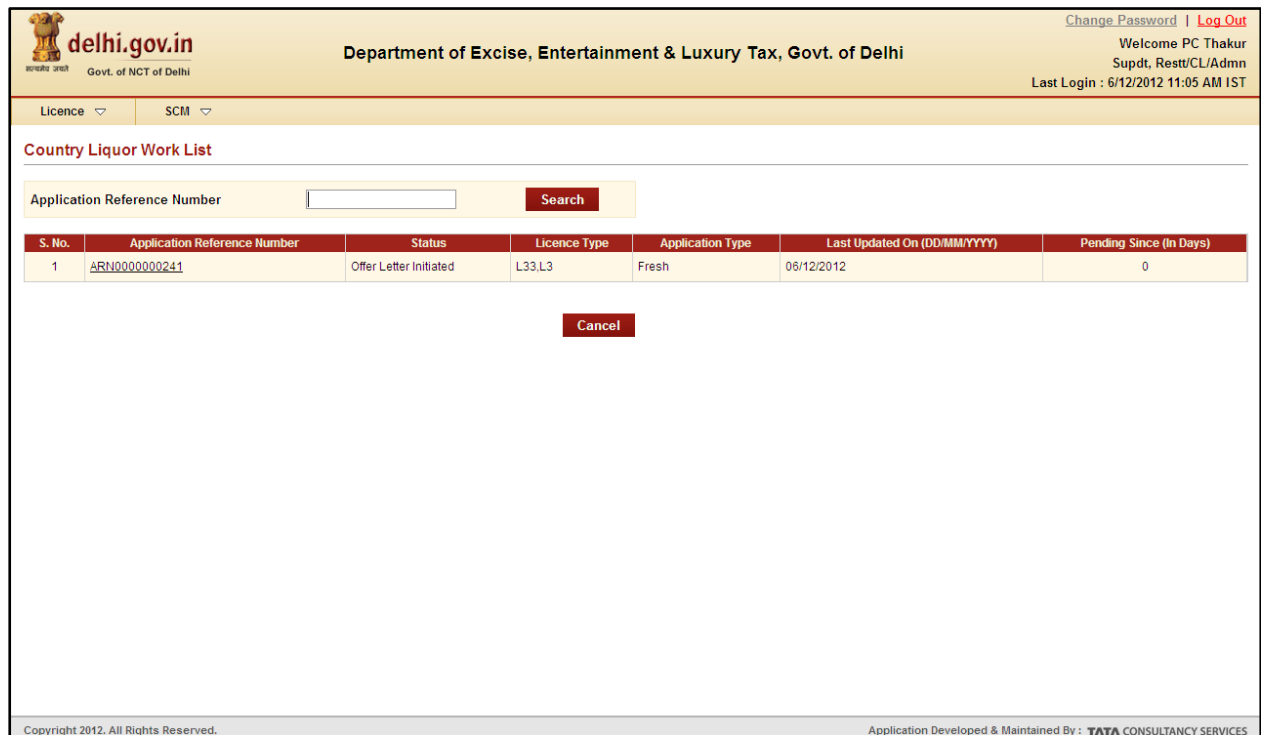 Change Password | Log Out
delhi.gov.in
Govt. of NCT of Delhi
सत्यमेव जयते
Department of Excise, Entertainment & Luxury Tax, Govt. of Delhi
Welcome PC Thakur
Supdt, Restt/CL/Admn
Last Login : 6/12/2012 11:05 AM IST
Licence SCM
Country Liquor Work List
Application Reference Number Search
S. No. Application Reference Number Status Licence Type Application Type Last Updated On (DD/MM/YYYY) Pending Since (In Days)
1 ARN0000000241 Offer Letter Initiated L33,L3 Fresh 06/12/2012 0
Cancel
Copyright 2012. All Rights Reserved. Application Developed & Maintained By : TATA CONSULTANCY SERVICES